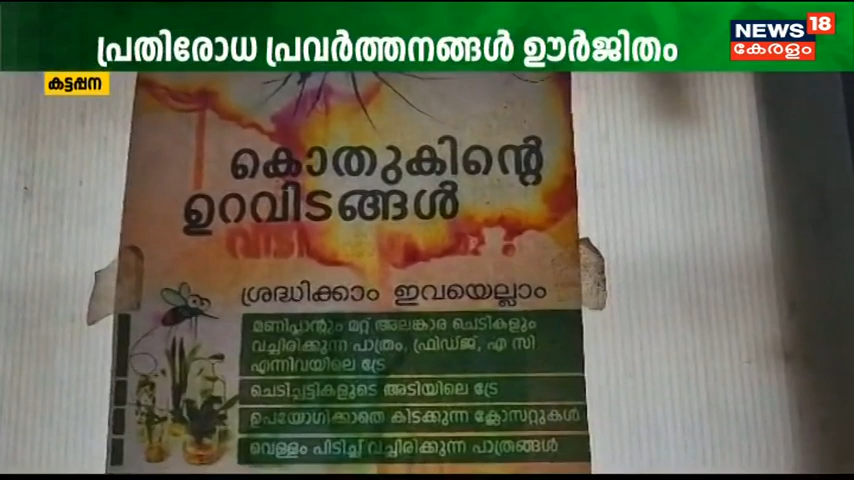 പ്രതിരോധ പ്രവർത്തനങ്ങൾ ഊർജിതം
NEWS 18
കേരളം
കട്ടപ്പന
കൊതുകിന്റെ
ഉറവിടങ്ങൾ
ശ്രദ്ധിക്കാം ഇവയെല്ലാം
മണിപ്ലാന്റും മറ്റ് അലങ്കാര ചെടികളും
വച്ചിരിക്കുന്ന പാത്രം, ഫ്രിഡ്ജ്, എ സി
എന്നിവയിലെ ട്രേ
ചെടിച്ചട്ടികളുടെ അടിയിലെ ട്രേ
ഉപയോഗിക്കാതെ കിടക്കുന്ന ക്ലോസറ്റുകൾ
വെള്ളം പിടിച്ച് വച്ചിരിക്കുന്ന പാത്രങ്ങൾ